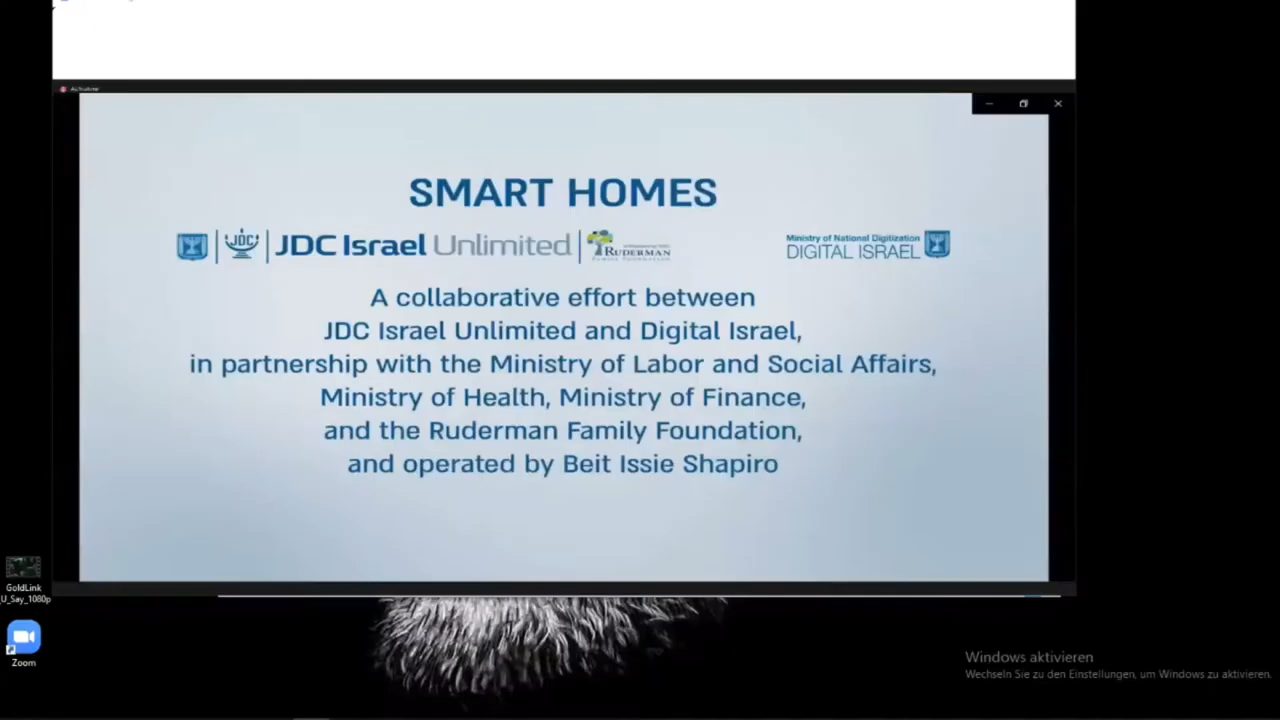 SMART HOMES
JDC
JDC Israel Unlimited
RUDERMAN
FAMILY FOUNDATION
Ministry of National Digitization
DIGITAL ISRAEL
A collaborative effort between
JDC Israel Unlimited and Digital Israel,
in partnership with the Ministry of Labor and Social Affairs,
Ministry of Health, Ministry of Finance,
and the Ruderman Family Foundation,
and operated by Beit Issie Shapiro
GoldLink
U_Say_1080p
Zoom
Windows aktivieren
Wechseln Sie zu den Einstellungen, um Windows zu aktivieren.